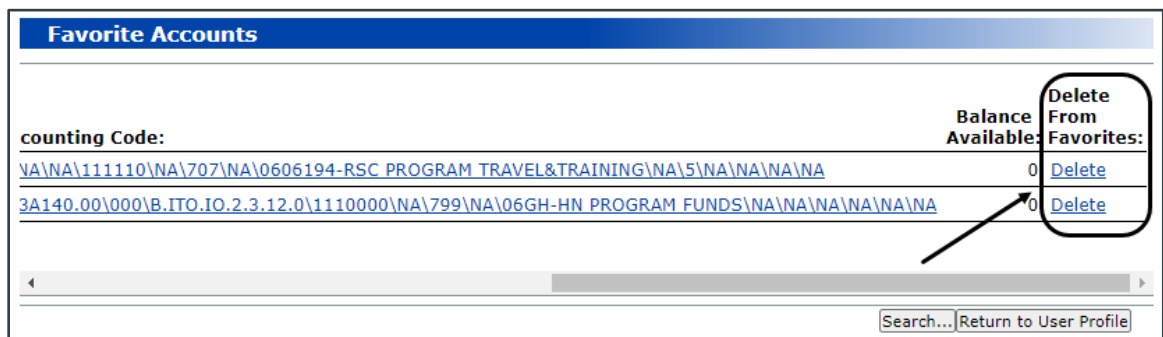 Favorite Accounts
Delete
Balance From
counting Code: Available: Favorites:
\NA\NA\111110\NA\707\NA\0606194-RSC PROGRAM TRAVEL&TRAINING\NA\5\NA\NA\NA\NA 0 Delete
3A140.00\000\B.ITO.IO.2.3.12.0\1110000\NA\799\NA\06GH-HN PROGRAM FUNDS\NA\NA\NA\NA\NA\NA 0 Delete
Search... Return to User Profile